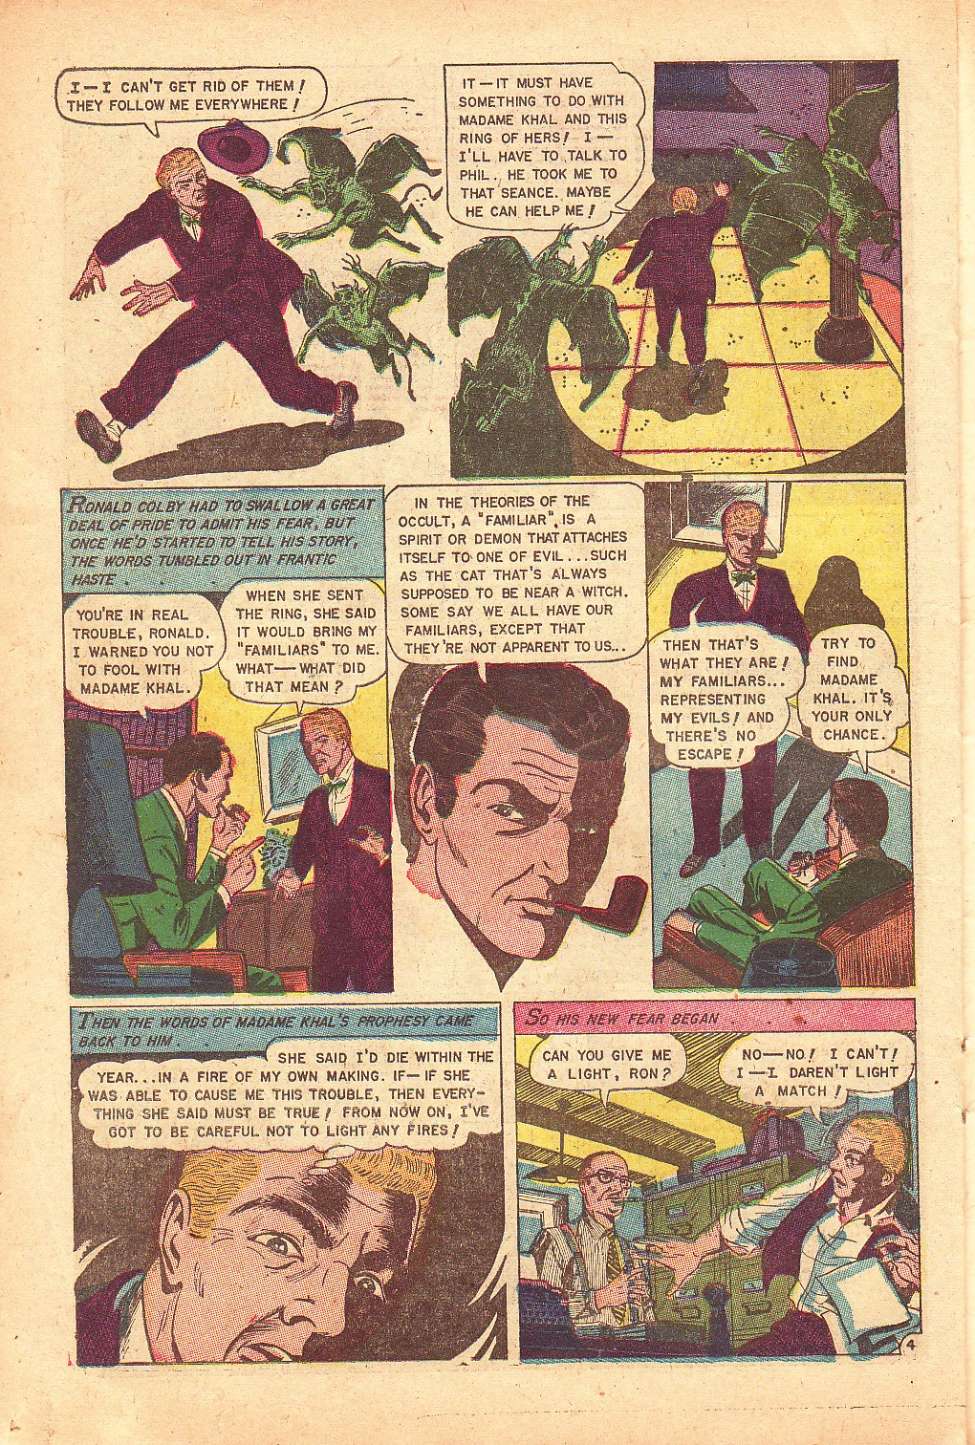 I—I CAN'T GET RID OF THEM!
THEY FOLLOW ME EVERYWHERE!
IT—IT MUST HAVE
SOMETHING TO DO WITH
MADAME KHAL AND THIS
RING OF HERS! I—
I'LL HAVE TO TALK TO
PHIL. HE TOOK ME TO
THAT SEANCE. MAYBE
HE CAN HELP ME!
RONALD COLBY HAD TO SWALLOW A GREAT
DEAL OF PRIDE TO ADMIT HIS FEAR, BUT
ONCE HE'D STARTED TO TELL HIS STORY,
THE WORDS TUMBLED OUT IN FRANTIC
HASTE . . . . . .
YOU'RE IN REAL
TROUBLE, RONALD.
I WARNED YOU NOT
TO FOOL WITH
MADAME KHAL.
WHEN SHE SENT
THE RING, SHE SAID
IT WOULD BRING MY
"FAMILIARS" TO ME.
WHAT—WHAT DID
THAT MEAN?
IN THE THEORIES OF THE
OCCULT, A "FAMILIAR", IS A
SPIRIT OR DEMON THAT ATTACHES
ITSELF TO ONE OF EVIL...SUCH
AS THE CAT THAT'S ALWAYS
SUPPOSED TO BE NEAR A WITCH.
SOME SAY WE ALL HAVE OUR
FAMILIARS, EXCEPT THAT
THEY'RE NOT APPARENT TO US...
THEN THAT'S
WHAT THEY ARE!
MY FAMILIARS...
REPRESENTING
MY EVILS! AND
THERE'S NO
ESCAPE!
TRY TO
FIND
MADAME
KHAL. IT'S
YOUR ONLY
CHANCE.
THEN THE WORDS OF MADAME KHAL'S PROPHESY CAME
BACK TO HIM . . . . . .
SHE SAID I'D DIE WITHIN THE
YEAR...IN A FIRE OF MY OWN MAKING. IF—IF SHE
WAS ABLE TO CAUSE ME THIS TROUBLE, THEN EVERY-
THING SHE SAID MUST BE TRUE! FROM NOW ON, I'VE
GOT TO BE CAREFUL NOT TO LIGHT ANY FIRES!
SO HIS NEW FEAR BEGAN . . . . . .
CAN YOU GIVE ME
A LIGHT, RON?
NO—NO! I CAN'T!
I—I DAREN'T LIGHT
A MATCH!
4